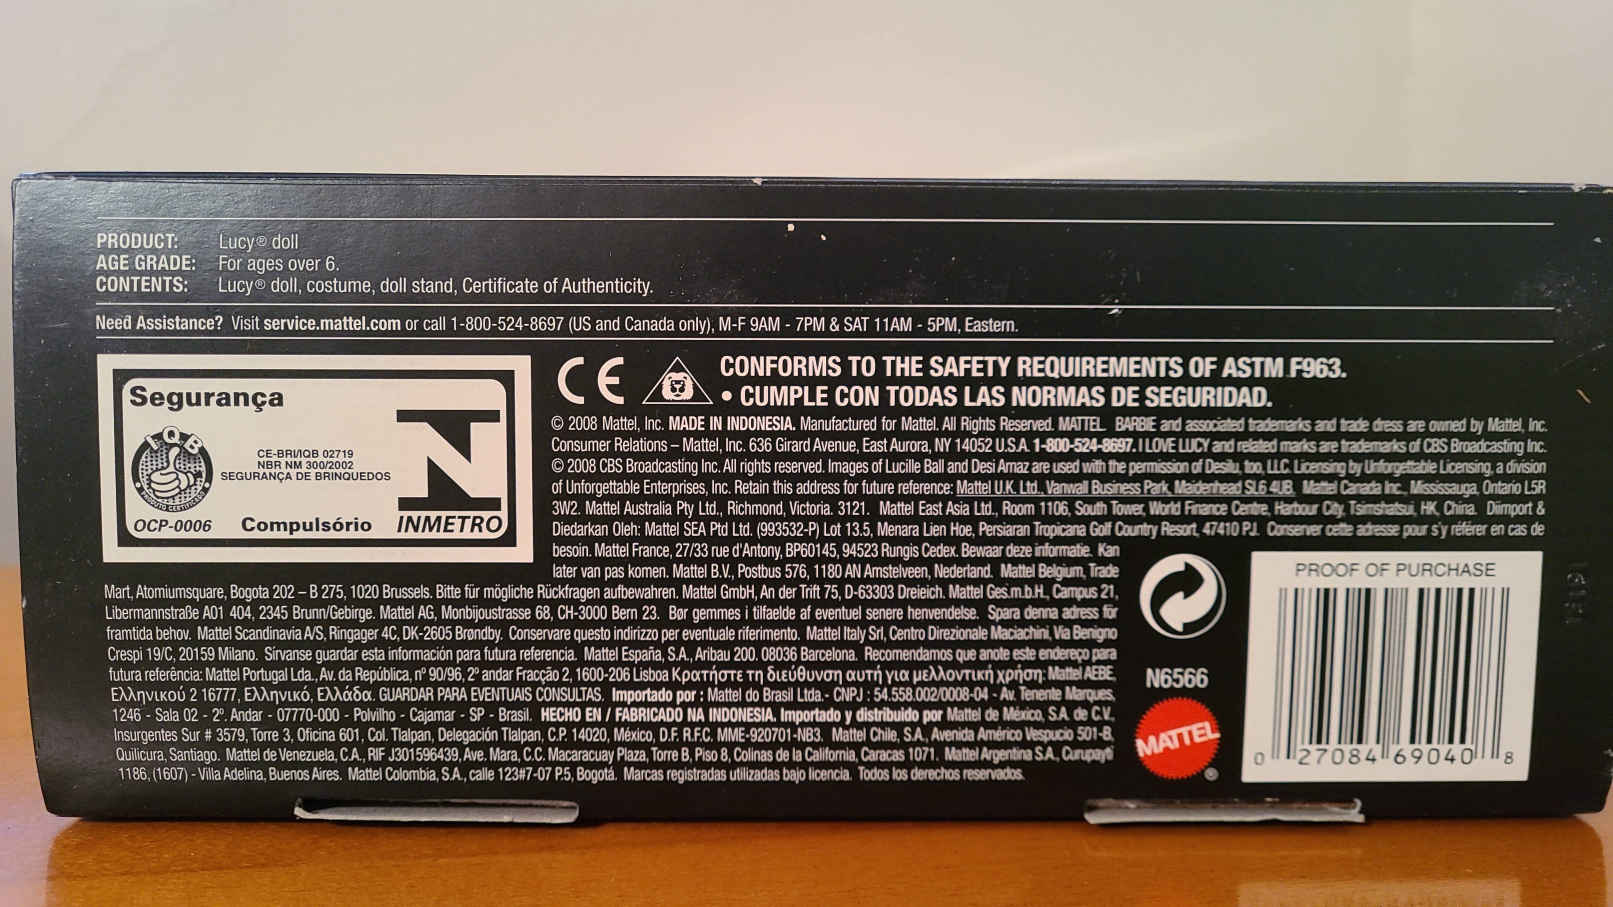 PRODUCT: Lucy® doll
AGE GRADE: For ages over 6.
CONTENTS: Lucy® doll, costume, doll stand, Certificate of Authenticity.
Need Assistance? Visit service.mattel.com or call 1-800-524-8697 (US and Canada only), M-F 9AM - 7PM & SAT 11AM - 5PM, Eastern.
Segurança
I.Q.B
PRODUTO CERTIFICADO
OCP-0006
CE-BRI/IQB 02719
NBR NM 300/2002
SEGURANÇA DE BRINQUEDOS
Compulsório
INMETRO
CE
CONFORMS TO THE SAFETY REQUIREMENTS OF ASTM F963.
• CUMPLE CON TODAS LAS NORMAS DE SEGURIDAD.
© 2008 Mattel, Inc. MADE IN INDONESIA. Manufactured for Mattel. All Rights Reserved. MATTEL BARBIE and associated trademarks and trade dress are owned by Mattel, Inc.
Consumer Relations – Mattel, Inc. 636 Girard Avenue, East Aurora, NY 14052 U.S.A. 1-800-524-8697. I LOVE LUCY and related marks are trademarks of CBS Broadcasting Inc.
© 2008 CBS Broadcasting Inc. All rights reserved. Images of Lucille Ball and Desi Arnaz are used with the permission of Desilu, too, LLC. Licensing by Unforgettable Licensing, a division
of Unforgettable Enterprises, Inc. Retain this address for future reference: Mattel U.K. Ltd., Vanwall Business Park, Maidenhead SL6 4UB. Mattel Canada Inc., Mississauga, Ontario L5R
3W2. Mattel Australia Pty Ltd., Richmond, Victoria. 3121. Mattel East Asia Ltd., Room 1106, South Tower, World Finance Centre, Harbour City, Tsimshatsui, HK, China. Diimport &
Diedarkan Oleh: Mattel SEA Ptd Ltd. (993532-P) Lot 13.5, Menara Lien Hoe, Persiaran Tropicana Golf Country Resort, 47410 PJ. Conserver cette adresse pour s'y référer en cas de
besoin. Mattel France, 27/33 rue d'Antony, BP60145, 94523 Rungis Cedex. Bewaar deze informatie. Kan
later van pas komen. Mattel B.V., Postbus 576, 1180 AN Amstelveen, Nederland. Mattel Belgium, Trade
Mart, Atomiumsquare, Bogota 202 – B 275, 1020 Brussels. Bitte für mögliche Rückfragen aufbewahren. Mattel GmbH, An der Trift 75, D-63303 Dreieich. Mattel Ges.m.b.H., Campus 21,
Libermannstraße A01 404, 2345 Brunn/Gebirge. Mattel AG, Monbijoustrasse 68, CH-3000 Bern 23. Bør gemmes i tilfælde af eventuel senere henvendelse. Spara denna adress för
framtida behov. Mattel Scandinavia A/S, Ringager 4C, DK-2605 Brøndby. Conservare questo indirizzo per eventuale riferimento. Mattel Italy Srl, Centro Direzionale Maciachini, Via Benigno
Crespi 19/C, 20159 Milano. Sírvanse guardar esta información para futura referencia. Mattel España, S.A., Aribau 200. 08036 Barcelona. Recomendamos que anote este endereço para
futura referência: Mattel Portugal Lda., Av. da República, nº 90/96, 2º andar Fracção 2, 1600-206 Lisboa Κρατήστε τη διεύθυνση αυτή για μελλοντική χρήση: Mattel AEBE,
Ελληνικού 2 16777, Ελληνικό, Ελλάδα. GUARDAR PARA EVENTUAIS CONSULTAS. Importado por : Mattel do Brasil Ltda.- CNPJ : 54.558.002/0008-04 - Av. Tenente Marques,
1246 - Sala 02 - 2º. Andar - 07770-000 - Polvilho - Cajamar - SP - Brasil. HECHO EN / FABRICADO NA INDONESIA. Importado y distribuido por Mattel de México, S.A. de C.V.,
Insurgentes Sur # 3579, Torre 3, Oficina 601, Col. Tlalpan, Delegación Tlalpan, C.P. 14020, México, D.F. R.F.C. MME-920701-NB3. Mattel Chile, S.A., Avenida Américo Vespucio 501-B,
Quilicura, Santiago. Mattel de Venezuela, C.A., RIF J301596439, Ave. Mara, C.C. Macaracuay Plaza, Torre B, Piso 8, Colinas de la California, Caracas 1071. Mattel Argentina S.A., Curupaytí
1186, (1607) - Villa Adelina, Buenos Aires. Mattel Colombia, S.A., calle 123#7-07 P.5, Bogotá. Marcas registradas utilizadas bajo licencia. Todos los derechos reservados.
N6566
MATTEL®
PROOF OF PURCHASE
0 27084 69040 8